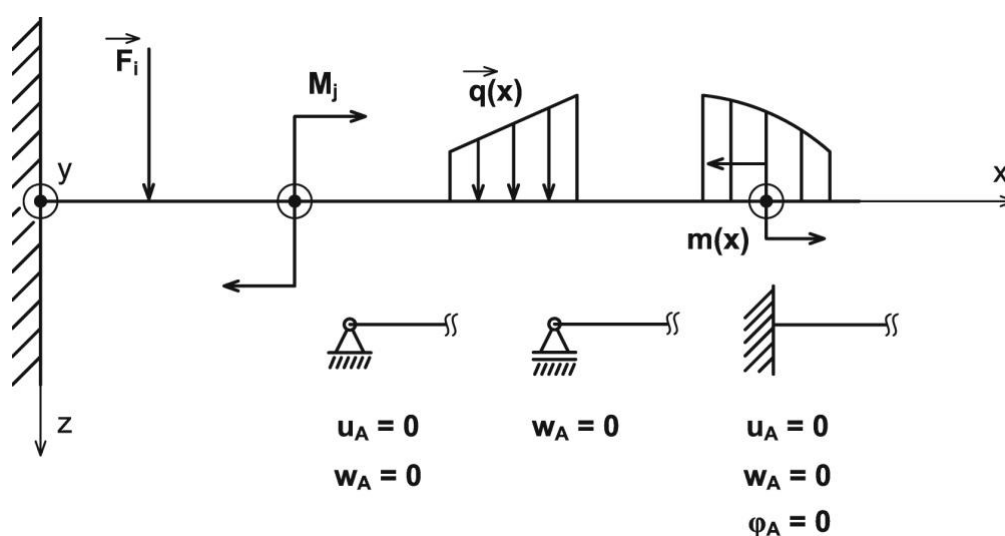 F_i
M_j
q(x)
y
x
m(x)
z
u_A = 0
w_A = 0
w_A = 0
u_A = 0
w_A = 0
φ_A = 0